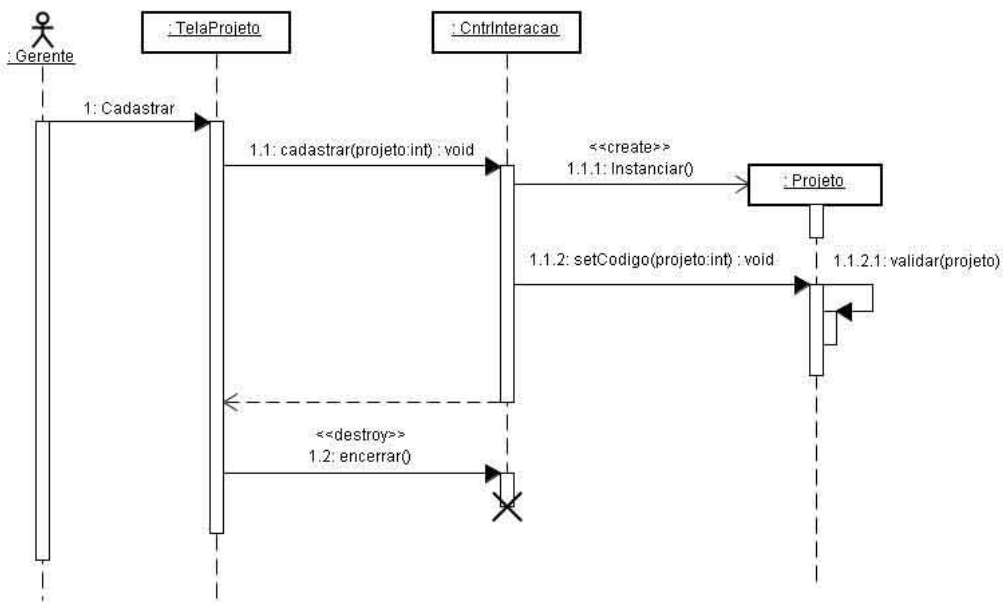 : Gerente
: TelaProjeto
: CntrInteracao
1: Cadastrar
1.1: cadastrar(projeto:int) : void
<<create>>
1.1.1: Instanciar()
: Projeto
1.1.2: setCodigo(projeto:int) : void
1.1.2.1: validar(projeto)
<<destroy>>
1.2: encerrar()